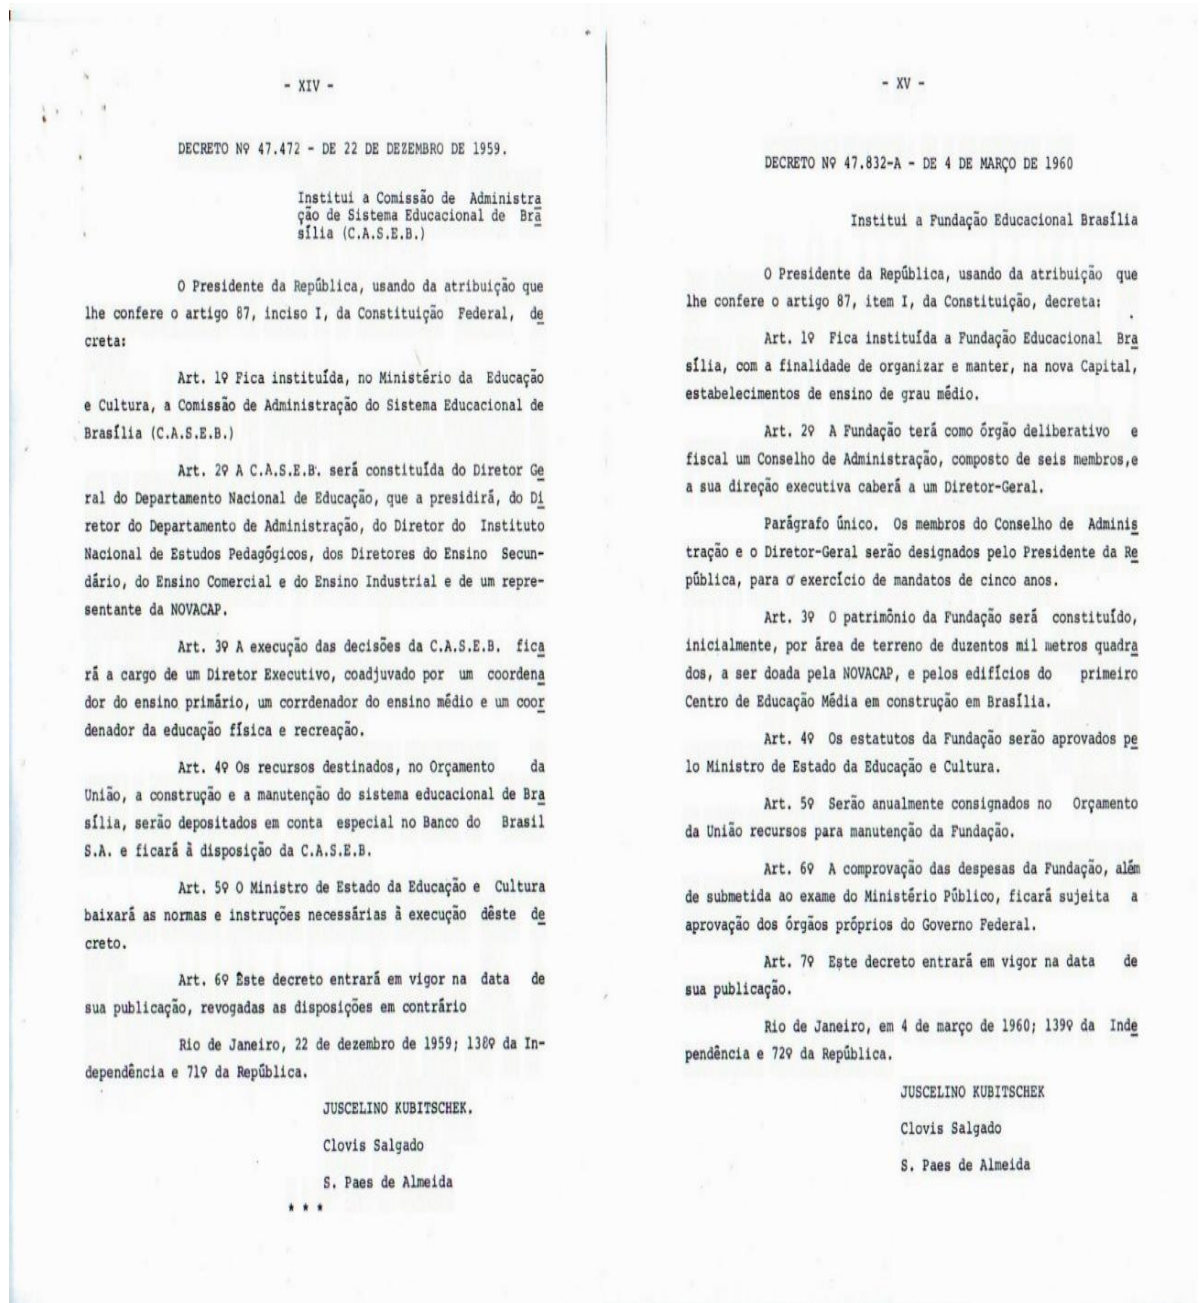 - XIV -
DECRETO Nº 47.472 - DE 22 DE DEZEMBRO DE 1959.
Institui a Comissão de Administra
ção de Sistema Educacional de Bra
sília (C.A.S.E.B.)
O Presidente da República, usando da atribuição que
lhe confere o artigo 87, inciso I, da Constituição Federal, de
creta:
Art. 1º Fica instituída, no Ministério da Educação
e Cultura, a Comissão de Administração do Sistema Educacional de
Brasília (C.A.S.E.B.)
Art. 2º A C.A.S.E.B. será constituída do Diretor Ge
ral do Departamento Nacional de Educação, que a presidirá, do Di
retor do Departamento de Administração, do Diretor do Instituto
Nacional de Estudos Pedagógicos, dos Diretores do Ensino Secun-
dário, do Ensino Comercial e do Ensino Industrial e de um repre-
sentante da NOVACAP.
Art. 3º A execução das decisões da C.A.S.E.B. fica
rá a cargo de um Diretor Executivo, coadjuvado por um coordena
dor do ensino primário, um corrdenador do ensino médio e um coor
denador da educação física e recreação.
Art. 4º Os recursos destinados, no Orçamento da
União, a construção e a manutenção do sistema educacional de Bra
sília, serão depositados em conta especial no Banco do Brasil
S.A. e ficará à disposição da C.A.S.E.B.
Art. 5º O Ministro de Estado da Educação e Cultura
baixará as normas e instruções necessárias à execução dêste de
creto.
Art. 6º Êste decreto entrará em vigor na data de
sua publicação, revogadas as disposições em contrário
Rio de Janeiro, 22 de dezembro de 1959; 138º da In-
dependência e 71º da República.
JUSCELINO KUBITSCHEK.
Clovis Salgado
S. Paes de Almeida
* * *
- XV -
DECRETO Nº 47.832-A - DE 4 DE MARÇO DE 1960
Institui a Fundação Educacional Brasília
O Presidente da República, usando da atribuição que
lhe confere o artigo 87, item I, da Constituição, decreta:
Art. 1º Fica instituída a Fundação Educacional Bra
sília, com a finalidade de organizar e manter, na nova Capital,
estabelecimentos de ensino de grau médio.
Art. 2º A Fundação terá como órgão deliberativo e
fiscal um Conselho de Administração, composto de seis membros,e
a sua direção executiva caberá a um Diretor-Geral.
Parágrafo único. Os membros do Conselho de Adminis
tração e o Diretor-Geral serão designados pelo Presidente da Re
pública, para o exercício de mandatos de cinco anos.
Art. 3º O patrimônio da Fundação será constituído,
inicialmente, por área de terreno de duzentos mil metros quadra
dos, a ser doada pela NOVACAP, e pelos edifícios do primeiro
Centro de Educação Média em construção em Brasília.
Art. 4º Os estatutos da Fundação serão aprovados pe
lo Ministro de Estado da Educação e Cultura.
Art. 5º Serão anualmente consignados no Orçamento
da União recursos para manutenção da Fundação.
Art. 6º A comprovação das despesas da Fundação, além
de submetida ao exame do Ministério Público, ficará sujeita a
aprovação dos órgãos próprios do Governo Federal.
Art. 7º Este decreto entrará em vigor na data de
sua publicação.
Rio de Janeiro, em 4 de março de 1960; 139º da Inde
pendência e 72º da República.
JUSCELINO KUBITSCHEK
Clovis Salgado
S. Paes de Almeida